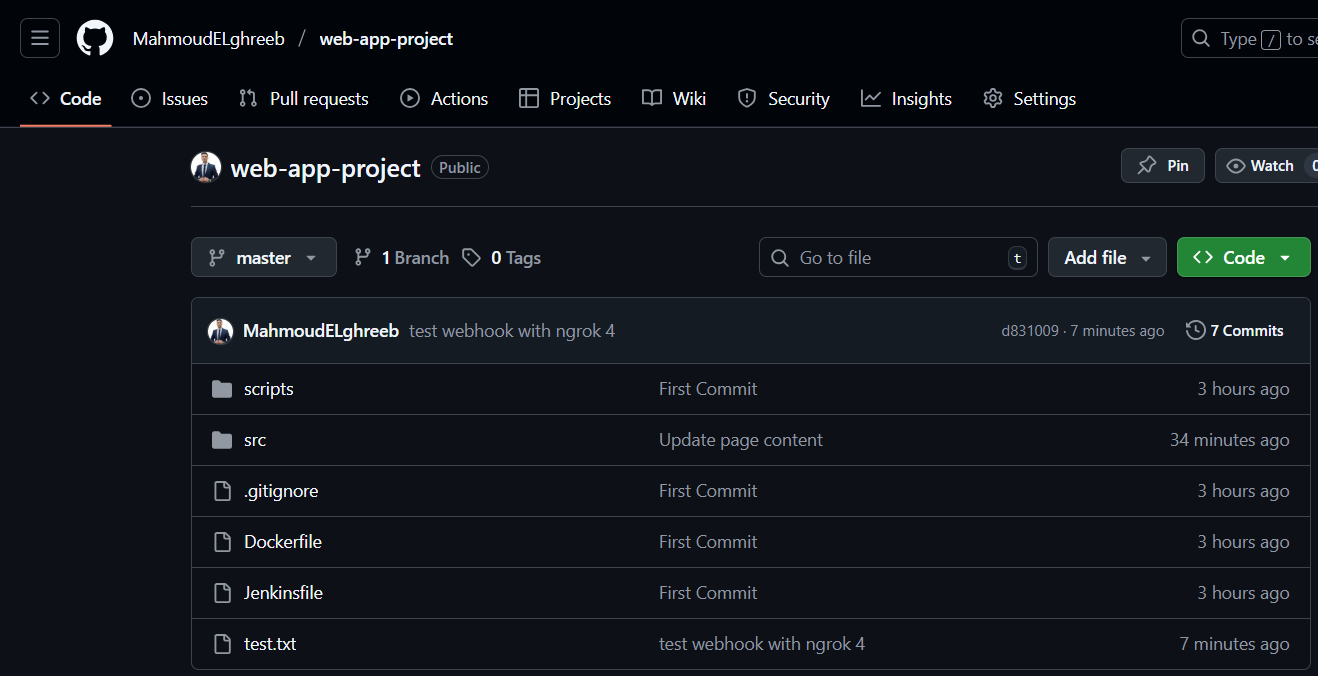 MahmoudELghreeb / web-app-project
Type / to se
Code Issues Pull requests Actions Projects Wiki Security Insights Settings
web-app-project Public
Pin Watch 0
master 1 Branch 0 Tags
Go to file t Add file Code
MahmoudELghreeb test webhook with ngrok 4 d831009 · 7 minutes ago 7 Commits
scripts First Commit 3 hours ago
src Update page content 34 minutes ago
.gitignore First Commit 3 hours ago
Dockerfile First Commit 3 hours ago
Jenkinsfile First Commit 3 hours ago
test.txt test webhook with ngrok 4 7 minutes ago